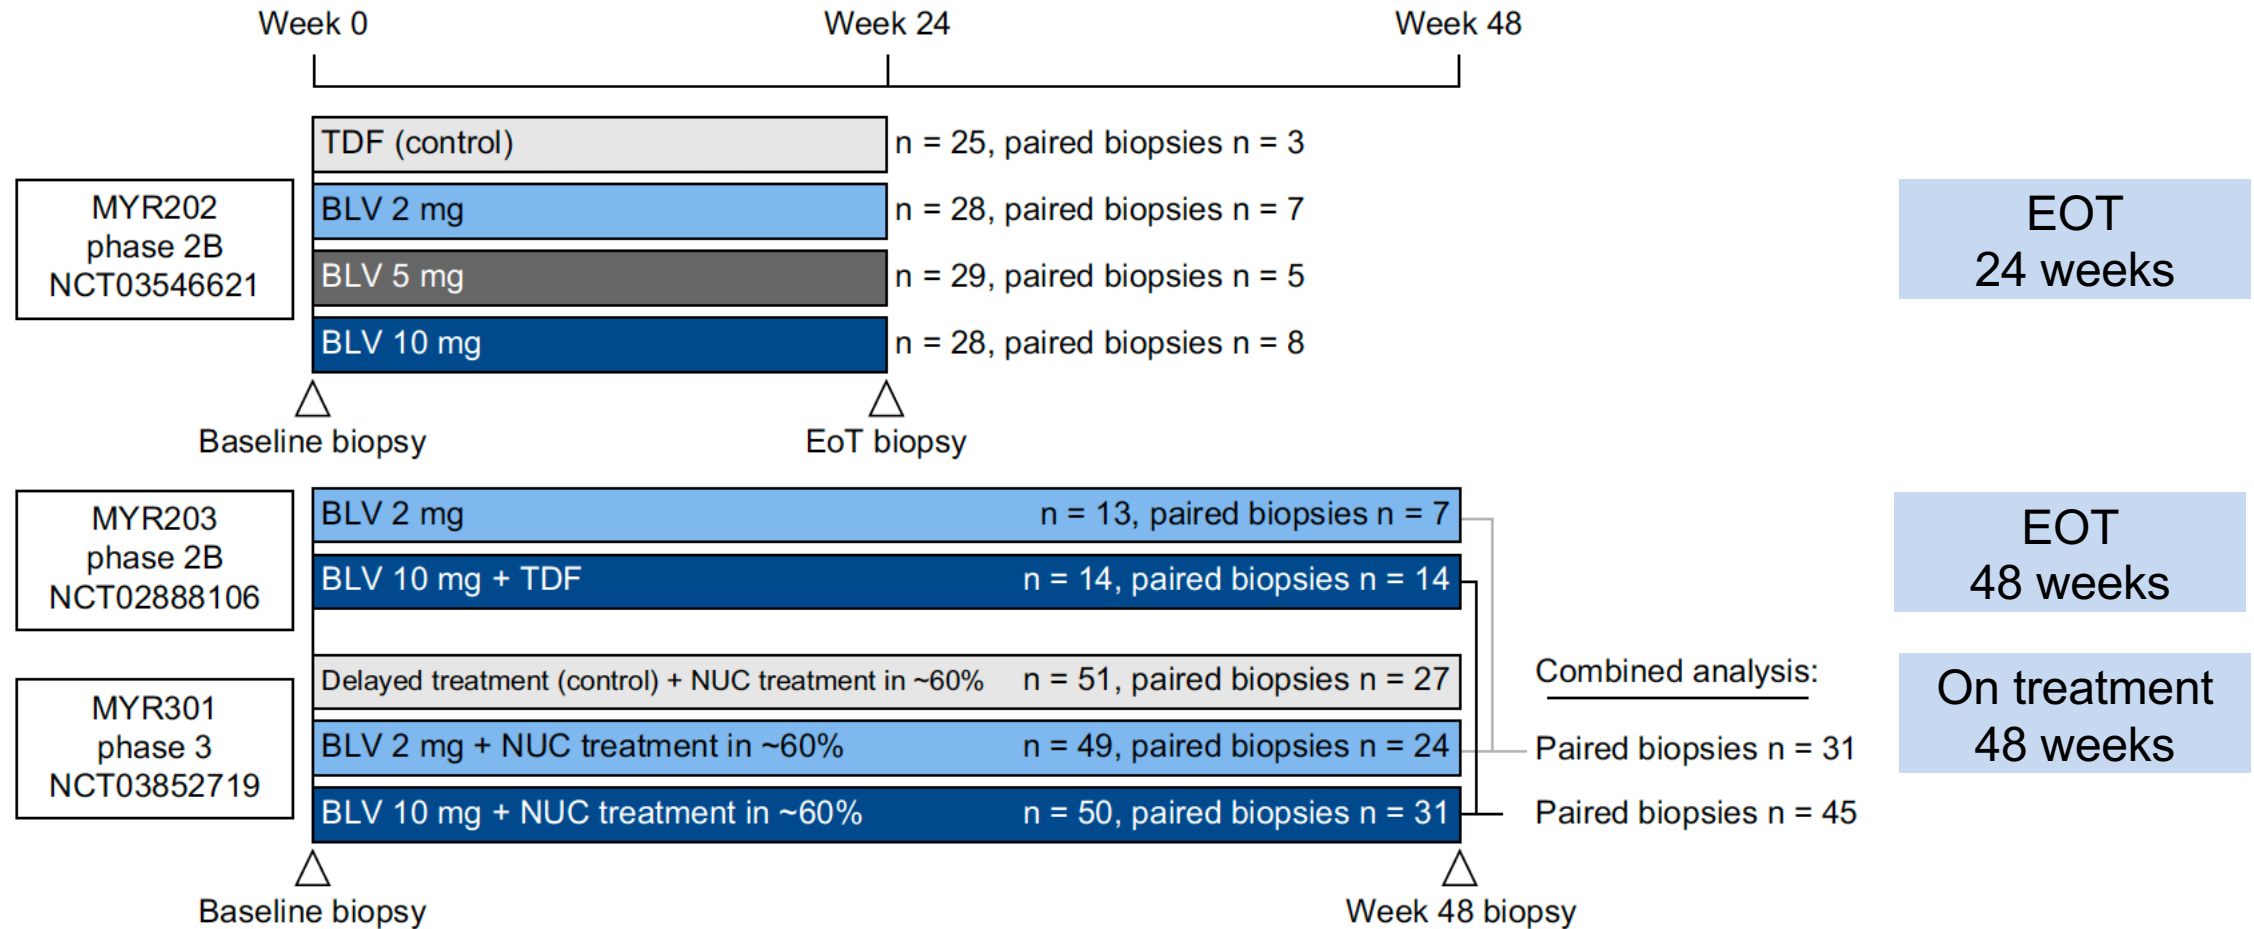 Week 0
Week 24
Week 48
TDF (control)
n = 25, paired biopsies n = 3
MYR202
phase 2B
NCT03546621
BLV 2 mg
n = 28, paired biopsies n = 7
BLV 5 mg
n = 29, paired biopsies n = 5
BLV 10 mg
n = 28, paired biopsies n = 8
EOT
24 weeks
Baseline biopsy
EoT biopsy
MYR203
phase 2B
NCT02888106
BLV 2 mg
n = 13, paired biopsies n = 7
BLV 10 mg + TDF
n = 14, paired biopsies n = 14
EOT
48 weeks
MYR301
phase 3
NCT03852719
Delayed treatment (control) + NUC treatment in ~60%
n = 51, paired biopsies n = 27
BLV 2 mg + NUC treatment in ~60%
n = 49, paired biopsies n = 24
BLV 10 mg + NUC treatment in ~60%
n = 50, paired biopsies n = 31
Combined analysis:
Paired biopsies n = 31
Paired biopsies n = 45
On treatment
48 weeks
Baseline biopsy
Week 48 biopsy